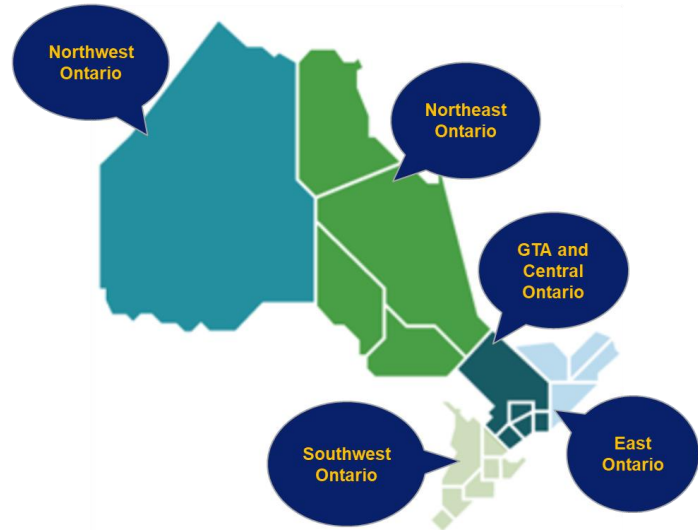 Northwest
Ontario
Northeast
Ontario
GTA and
Central
Ontario
Southwest
Ontario
East
Ontario